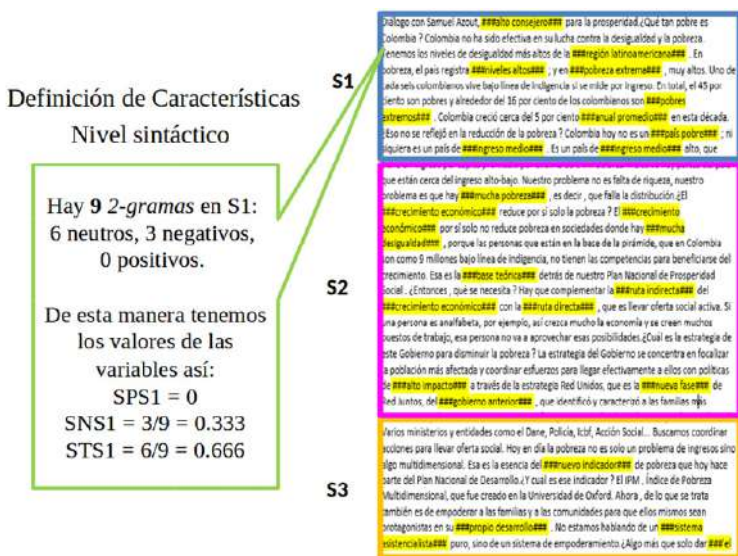 Definición de Características
Nivel sintáctico
Hay 9 2-gramas en S1:
6 neutros, 3 negativos,
0 positivos.
De esta manera tenemos
los valores de las
variables así:
SPS1 = 0
SNS1 = 3/9 = 0.333
STS1 = 6/9 = 0.666
S1
Dialogo con Samuel Azout, ###alto consejero### para la prosperidad.¿Qué tan pobre es
Colombia ? Colombia no ha sido efectiva en su lucha contra la desigualdad y la pobreza.
Tenemos los niveles de desigualdad más altos de la ###región latinoamericana### . En
pobreza, el país registra ###niveles altos### ; y en ###pobreza extrema### , muy altos. Uno de
cada seis colombianos vive bajo línea de indigencia si se mide por ingreso. En total, el 45 por
ciento son pobres y alrededor del 16 por ciento de los colombianos son ###pobres
extremos### . Colombia creció cerca del 5 por ciento ###anual promedio### en esta década.
¿Eso no se reflejó en la reducción de la pobreza ? Colombia hoy no es un ###país pobre### ; ni
siquiera es un país de ###ingreso medio### . Es un país de ###ingreso medio### alto, que
S2
que están cerca del ingreso alto-bajo. Nuestro problema no es falta de riqueza, nuestro
problema es que hay ###mucha pobreza### , es decir , que falla la distribución.¿El
###crecimiento económico### reduce por sí solo la pobreza ? El ###crecimiento
económico### por sí solo no reduce pobreza en sociedades donde hay ###mucha
desigualdad### , porque las personas que están en la base de la pirámide, que en Colombia
son como 9 millones bajo línea de indigencia, no tienen las competencias para beneficiarse del
crecimiento. Esa es la ###base teórica### detrás de nuestro Plan Nacional de Prosperidad
Social . ¿Entonces , qué se necesita ? Hay que complementar la ###ruta indirecta### del
###crecimiento económico### con la ###ruta directa### , que es llevar oferta social activa. Si
una persona es analfabeta, por ejemplo, así crezca mucho la economía y se creen muchos
puestos de trabajo, esa persona no va a aprovechar esas posibilidades.¿Cuál es la estrategia de
este Gobierno para disminuir la pobreza ? La estrategia del Gobierno se concentra en focalizar
la población más afectada y coordinar esfuerzos para llegar efectivamente a ellos con políticas
de ###alto impacto### a través de la estrategia Red Unidos, que es la ###nueva fase### de
Red Juntos, del ###gobierno anterior### , que identificó y caracterizó a las familias más
S3
Varios ministerios y entidades como el Dane, Policía, Icbf, Acción Social... Buscamos coordinar
acciones para llevar oferta social. Hoy en día la pobreza no es solo un problema de ingresos sino
algo multidimensional. Esa es la esencia del ###nuevo indicador### de pobreza que hoy hace
parte del Plan Nacional de Desarrollo.¿Y cual es ese indicador ? El IPM . Índice de Pobreza
Multidimensional, que fue creado en la Universidad de Oxford. Ahora , de lo que se trata
también es de empoderar a las familias y a las comunidades para que ellos mismos sean
protagonistas en su ###propio desarrollo### . No estamos hablando de un ###sistema
asistencialista### puro, sino de un sistema de empoderamiento.¿Algo más que solo dar ###el